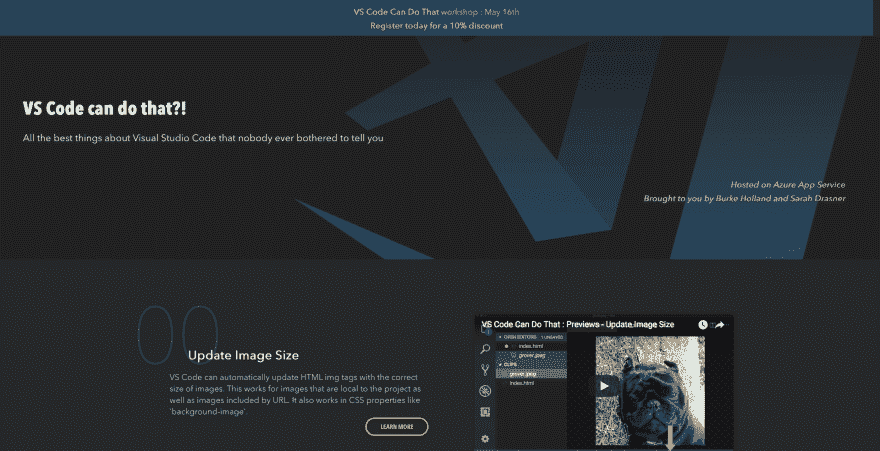 VS Code Can Do That workshop : May 16th
Register today for a 10% discount
VS Code can do that?!
All the best things about Visual Studio Code that nobody ever bothered to tell you
Hosted on Azure App Service
Brought to you by Burke Holland and Sarah Drasner
00
Update Image Size
VS Code can automatically update HTML img tags with the correct
size of images. This works for images that are local to the project as
well as images included by URL. It also works in CSS properties like
`background-image`.
LEARN MORE
VS Code Can Do That : Previews - Update Image Size
OPEN EDITORS 1 UNSAVED
index.html
grover.jpeg
grover.jpeg
index.html